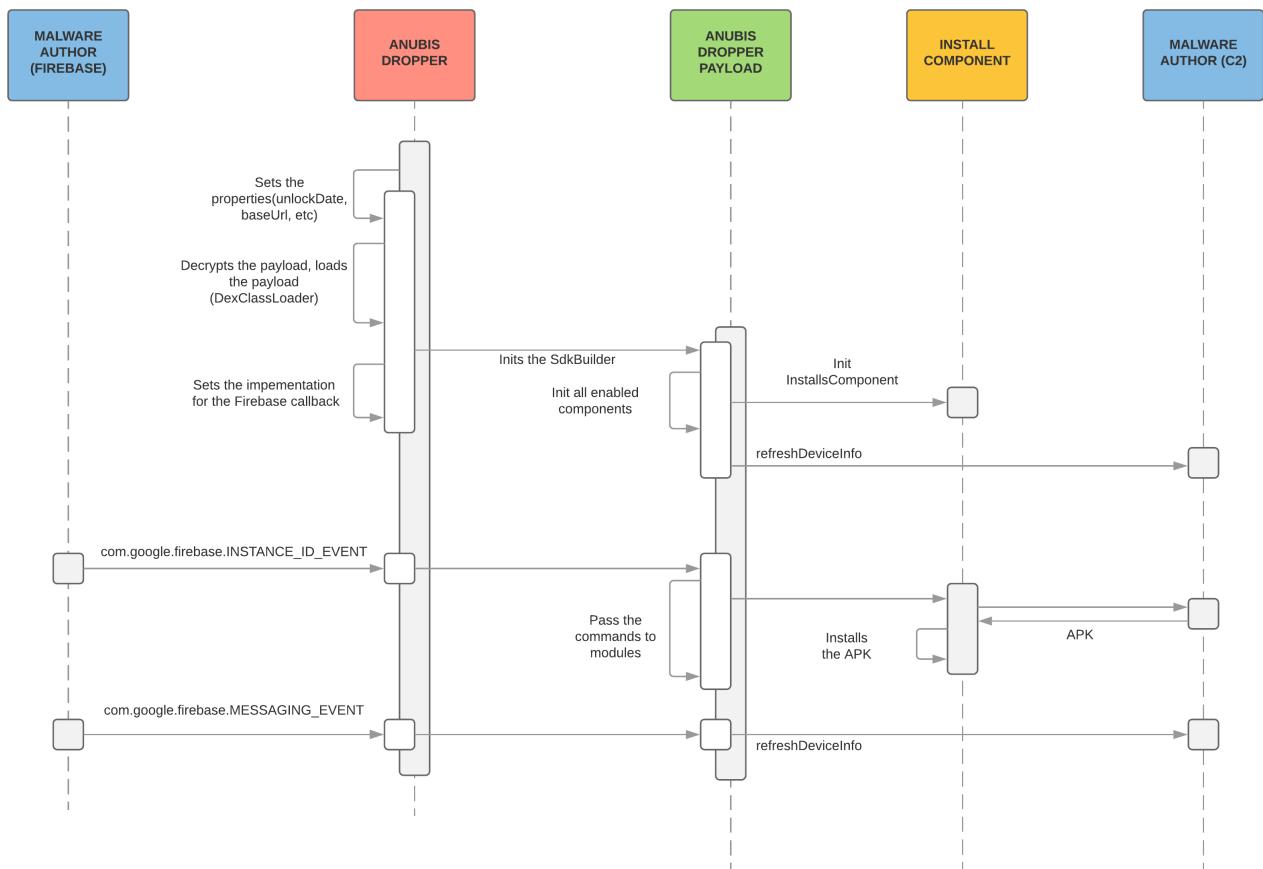 MALWARE
AUTHOR
(FIREBASE)
ANUBIS
DROPPER
ANUBIS
DROPPER
PAYLOAD
INSTALL
COMPONENT
MALWARE
AUTHOR (C2)
Sets the
properties(unlockDate,
baseUrl, etc)
Decrypts the payload, loads
the payload
(DexClassLoader)
Inits the SdkBuilder
Sets the impementation
for the Firebase callback
Init all enabled
components
Init
InstallsComponent
refreshDeviceInfo
com.google.firebase.INSTANCE_ID_EVENT
Pass the
commands to
modules
Installs
the APK
APK
com.google.firebase.MESSAGING_EVENT
refreshDeviceInfo